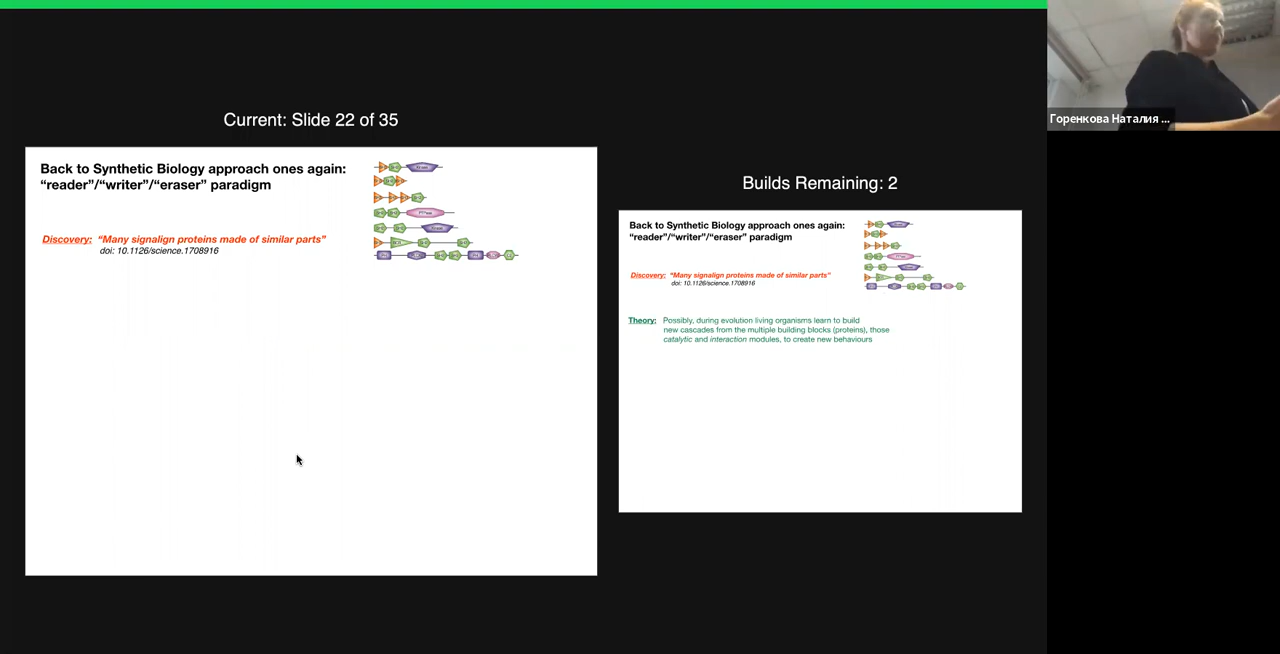 Current: Slide 22 of 35
Back to Synthetic Biology approach ones again:
“reader”/“writer”/“eraser” paradigm
Discovery: “Many signalign proteins made of similar parts”
doi: 10.1126/science.1708916
Builds Remaining: 2
Back to Synthetic Biology approach ones again:
“reader”/“writer”/“eraser” paradigm
Discovery: “Many signalign proteins made of similar parts”
doi: 10.1126/science.1708916
Theory: Possibly, during evolution living organisms learn to build
new cascades from the multiple building blocks (proteins), those
catalytic and interaction modules, to create new behaviours
Горенкова Наталия ...